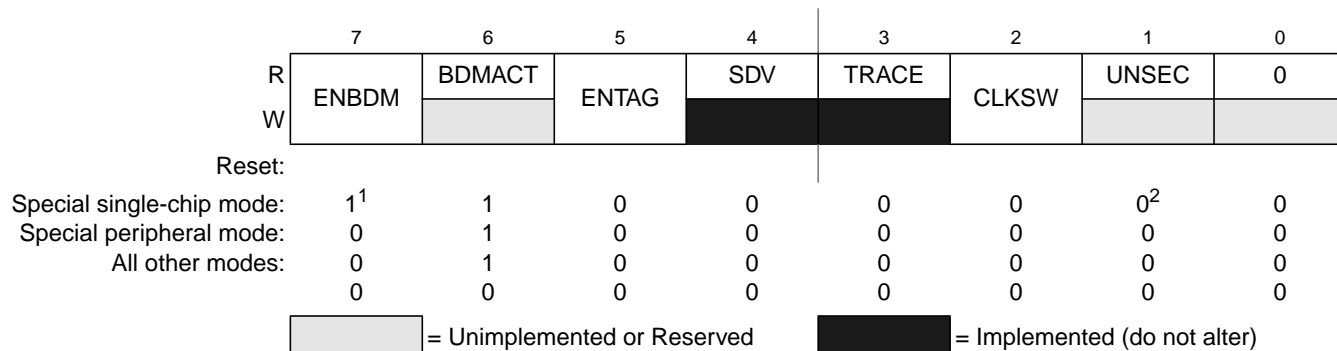 7 6 5 4 3 2 1 0
R ENBDM BDMACT ENTAG SDV TRACE CLKSW UNSEC 0
W
Reset:
Special single-chip mode: 1¹ 1 0 0 0 0 0² 0
Special peripheral mode: 0 1 0 0 0 0 0 0
All other modes: 0 1 0 0 0 0 0 0
0 0 0 0 0 0 0 0
= Unimplemented or Reserved = Implemented (do not alter)